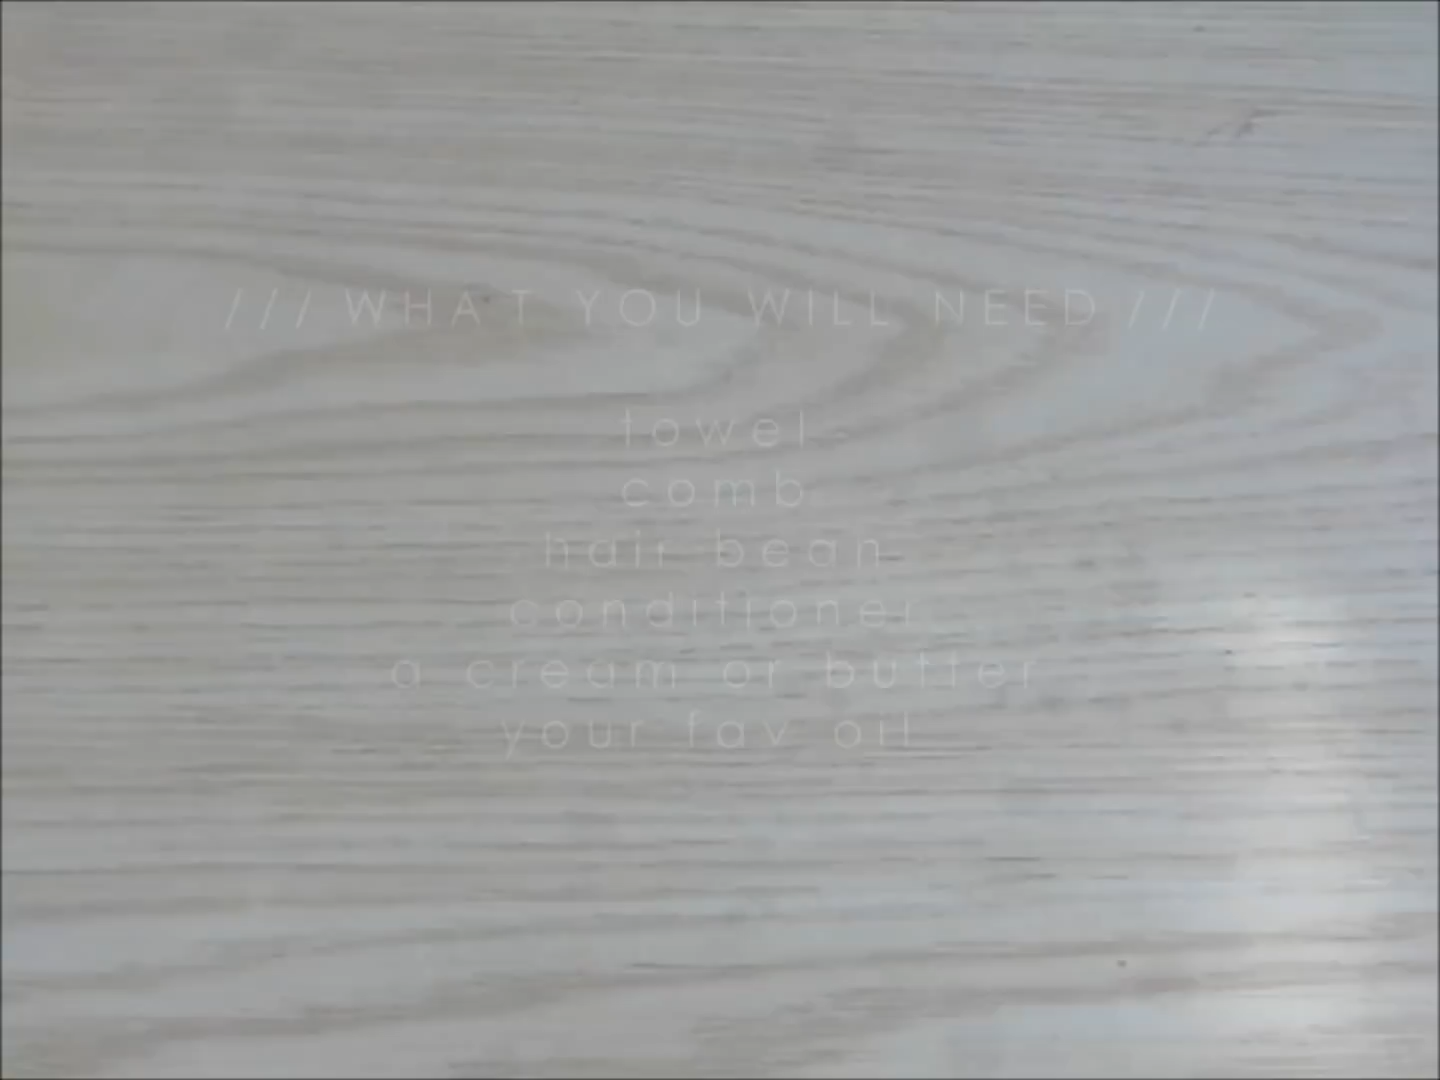 /// WHAT YOU WILL NEED ///
towel
comb
hair bean
conditioner
a cream or butter
your fav oil